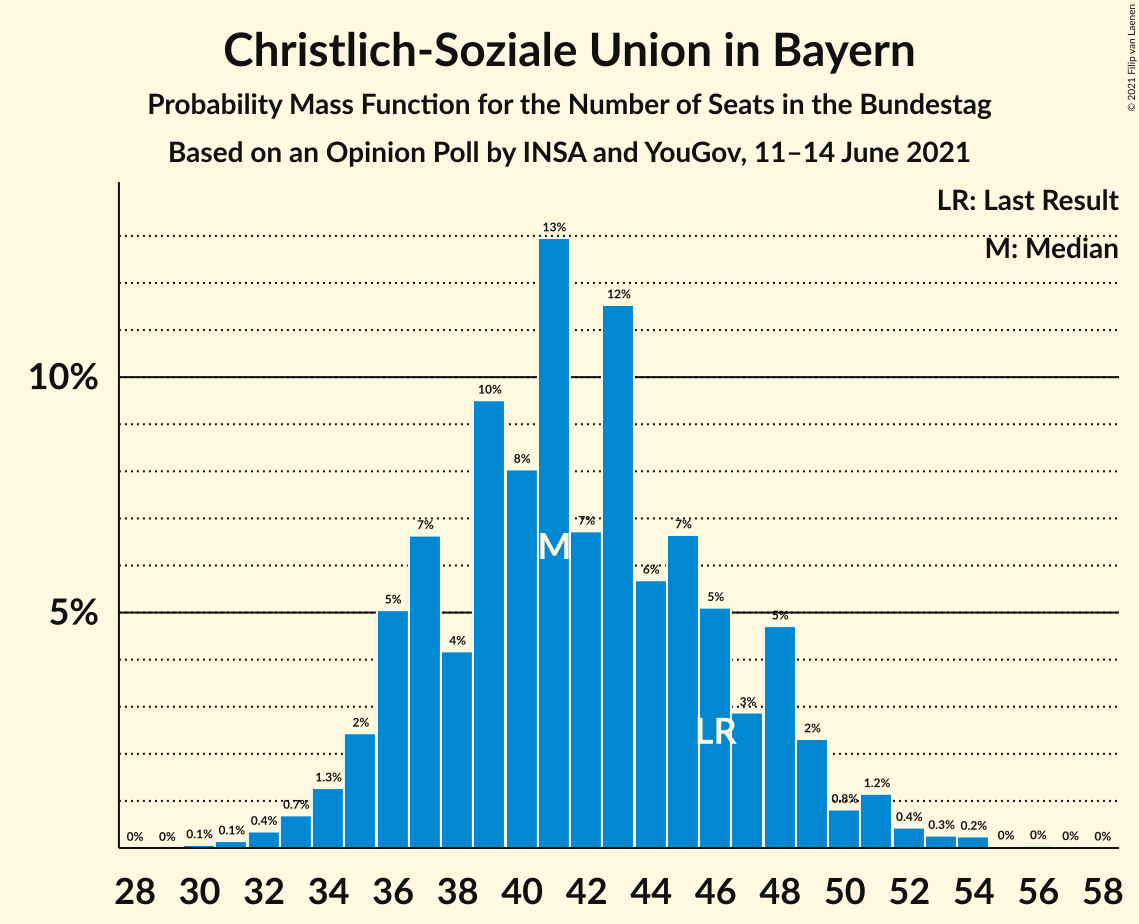 Christlich-Soziale Union in Bayern
Probability Mass Function for the Number of Seats in the Bundestag
Based on an Opinion Poll by INSA and YouGov, 11–14 June 2021
© 2021 Filip van Laenen
LR: Last Result
M: Median
10%
5%
0% 0% 0.1% 0.1% 0.4% 0.7% 1.3% 2% 5% 7% 4% 10% 8% 13% 7% 12% 6% 7% 5% 3% 5% 2% 0.8% 1.2% 0.4% 0.3% 0.2% 0% 0% 0% 0%
M
LR
28 30 32 34 36 38 40 42 44 46 48 50 52 54 56 58